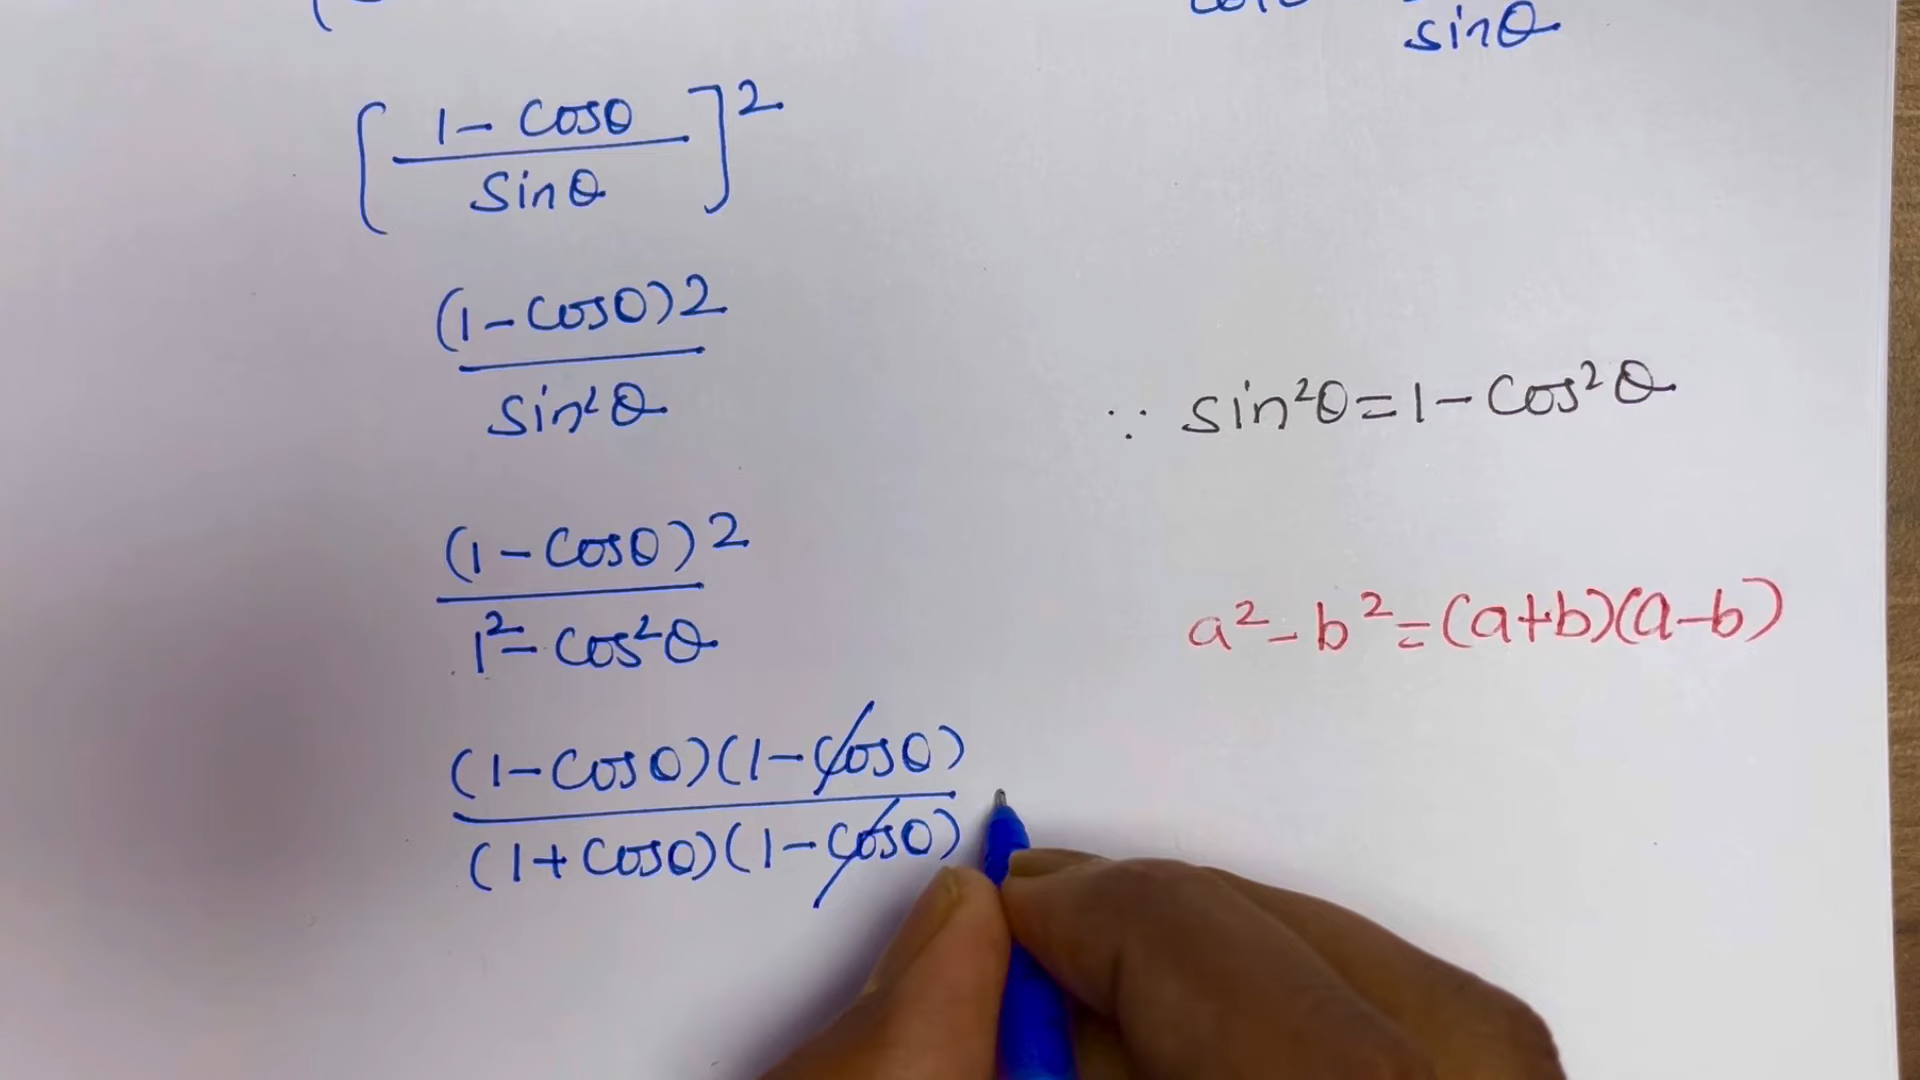 sinθ
[ 1 - cosθ / sinθ ]²
(1 - cosθ)² / sin²θ
∵ sin²θ = 1 - cos²θ
(1 - cosθ)² / 1² - cos²θ
a² - b² = (a+b)(a-b)
(1 - cosθ)(1 - cosθ) / (1 + cosθ)(1 - cosθ)